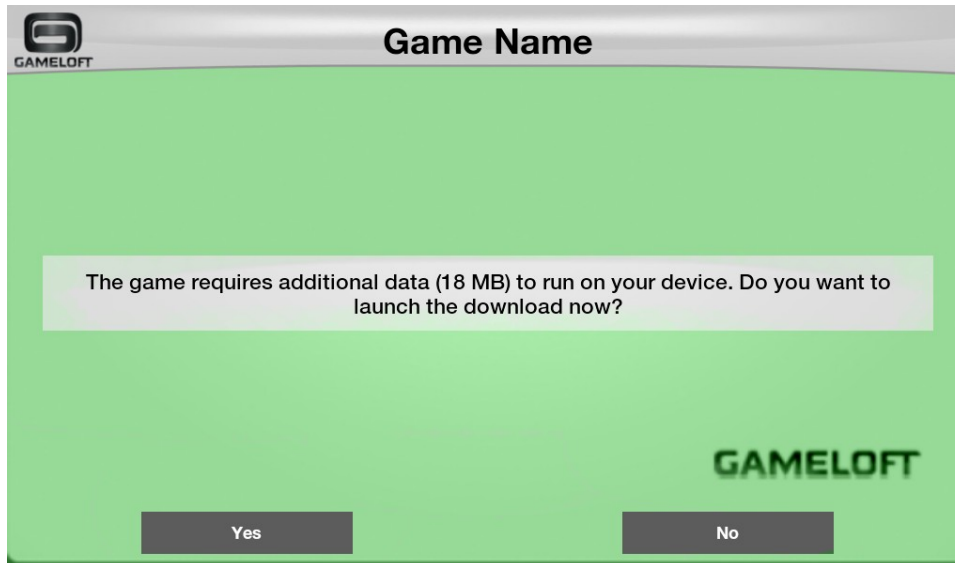 GAMELOFT
Game Name
The game requires additional data (18 MB) to run on your device. Do you want to
launch the download now?
GAMELOFT
Yes
No